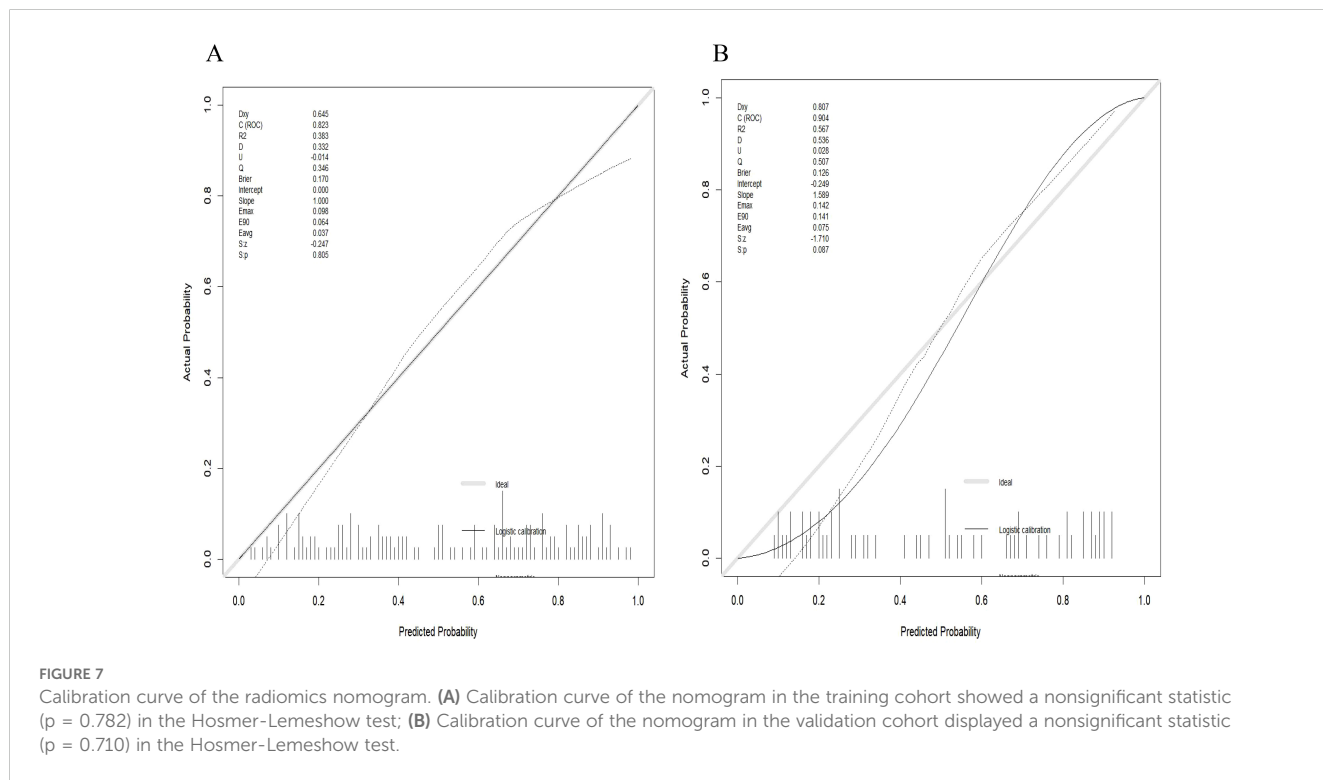 A
Dxy 0.645
C (ROC) 0.823
R2 0.383
D 0.332
U -0.014
Q 0.346
Brier 0.170
Intercept 0.000
Slope 1.000
Emax 0.098
E90 0.064
Eavg 0.037
S:z -0.247
S:p 0.805
Actual Probability
1.0
0.8
0.6
0.4
0.2
0.0
Ideal
Logistic calibration
0.0 0.2 0.4 0.6 0.8 1.0
Predicted Probability
B
Dxy 0.807
C (ROC) 0.904
R2 0.567
D 0.536
U 0.028
Q 0.507
Brier 0.126
Intercept -0.249
Slope 1.589
Emax 0.142
E90 0.141
Eavg 0.075
S:z -1.710
S:p 0.087
Actual Probability
1.0
0.8
0.6
0.4
0.2
0.0
Ideal
Logistic calibration
0.0 0.2 0.4 0.6 0.8 1.0
Predicted Probability
FIGURE 7
Calibration curve of the radiomics nomogram. (A) Calibration curve of the nomogram in the training cohort showed a nonsignificant statistic
(p = 0.782) in the Hosmer-Lemeshow test; (B) Calibration curve of the nomogram in the validation cohort displayed a nonsignificant statistic
(p = 0.710) in the Hosmer-Lemeshow test.